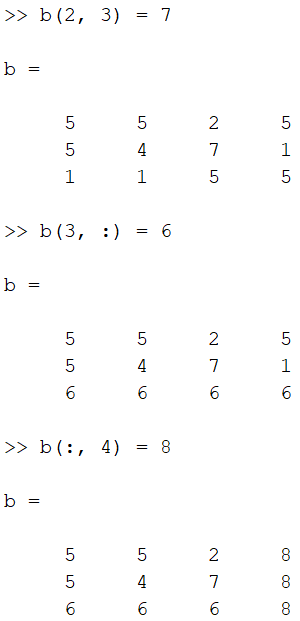 >> b(2, 3) = 7
b =
5 5 2 5
5 4 7 1
1 1 5 5
>> b(3, :) = 6
b =
5 5 2 5
5 4 7 1
6 6 6 6
>> b(:, 4) = 8
b =
5 5 2 8
5 4 7 8
6 6 6 8